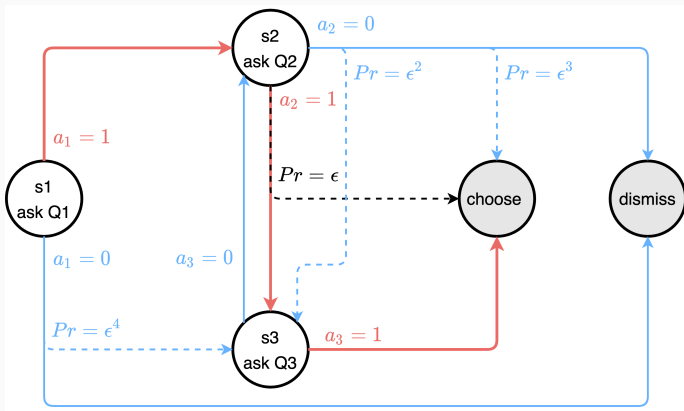 s2
ask Q2
a₂ = 0
Pr = ϵ²
Pr = ϵ³
a₂ = 1
a₁ = 1
Pr = ϵ
s1
ask Q1
choose
dismiss
a₁ = 0
a₃ = 0
Pr = ϵ⁴
s3
ask Q3
a₃ = 1